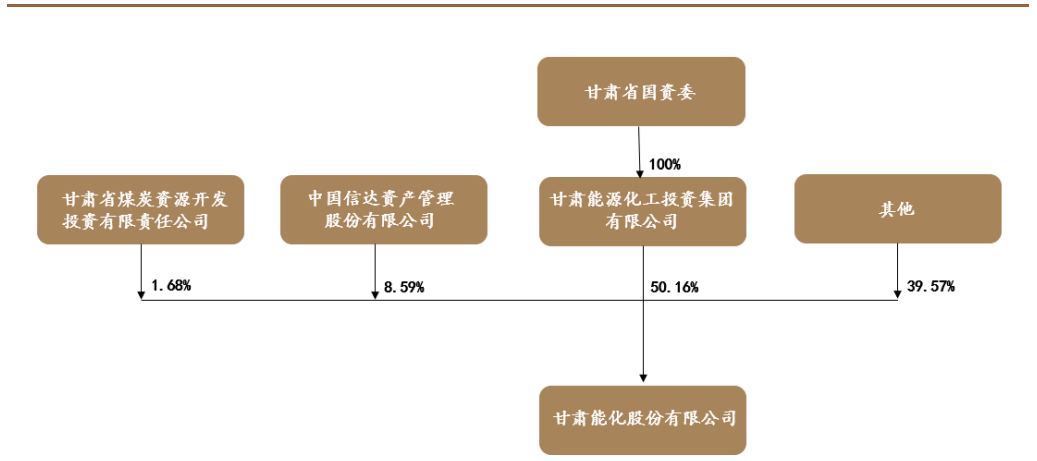 甘肃省国资委
100%
甘肃省煤炭资源开发
投资有限责任公司
中国信达资产管理
股份有限公司
甘肃能源化工投资集团
有限公司
其他
1.68%
8.59%
50.16%
39.57%
甘肃能化股份有限公司